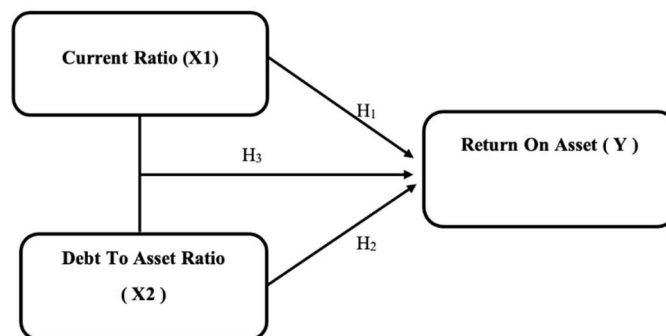 Current Ratio (X1)
H₁
Return On Asset ( Y )
H₃
H₂
Debt To Asset Ratio
( X2 )